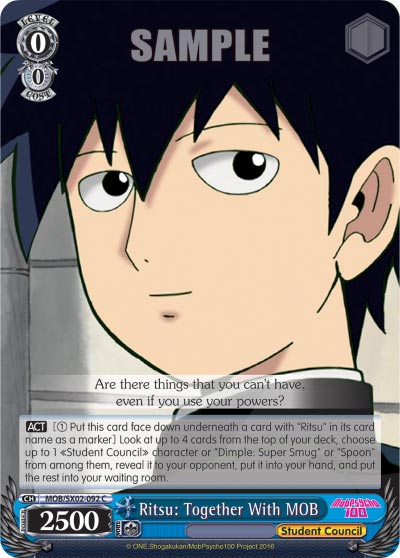 LEVEL
0
0
COST
SAMPLE
Are there things that you can't have,
even if you use your powers?
ACT [① Put this card face down underneath a card with "Ritsu" in its card
name as a marker] Look at up to 4 cards from the top of your deck, choose
up to 1 «Student Council» character or "Dimple: Super Smug" or "Spoon"
from among them, reveal it to your opponent, put it into your hand, and put
the rest into your waiting room.
CH MOB/SX02-092 C
POWER
2500
Ritsu: Together With MOB
MOB PSYCHO
100
Student Council
© ONE,Shogakukan/MobPsycho100 Project 2016